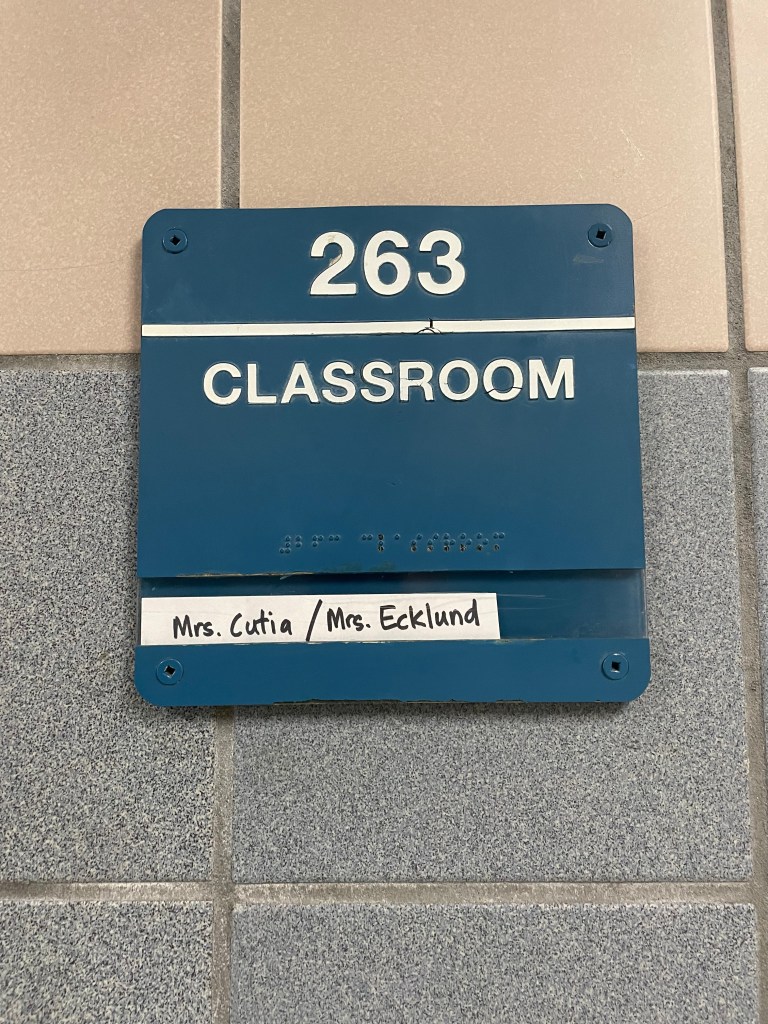 263
CLASSROOM
Mrs. Cutia / Mrs. Ecklund